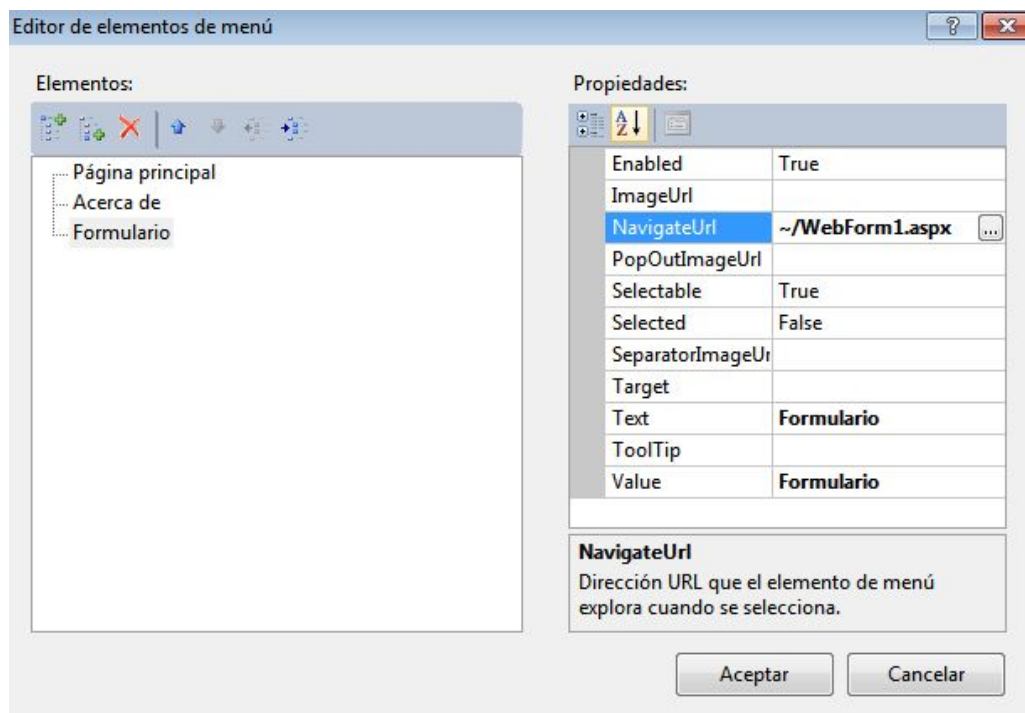 Editor de elementos de menú
Elementos:
Página principal
Acerca de
Formulario
Propiedades:
Enabled True
ImageUrl
NavigateUrl ~/WebForm1.aspx ...
PopOutImageUrl
Selectable True
Selected False
SeparatorImageUr
Target
Text Formulario
ToolTip
Value Formulario
NavigateUrl
Dirección URL que el elemento de menú
explora cuando se selecciona.
Aceptar Cancelar